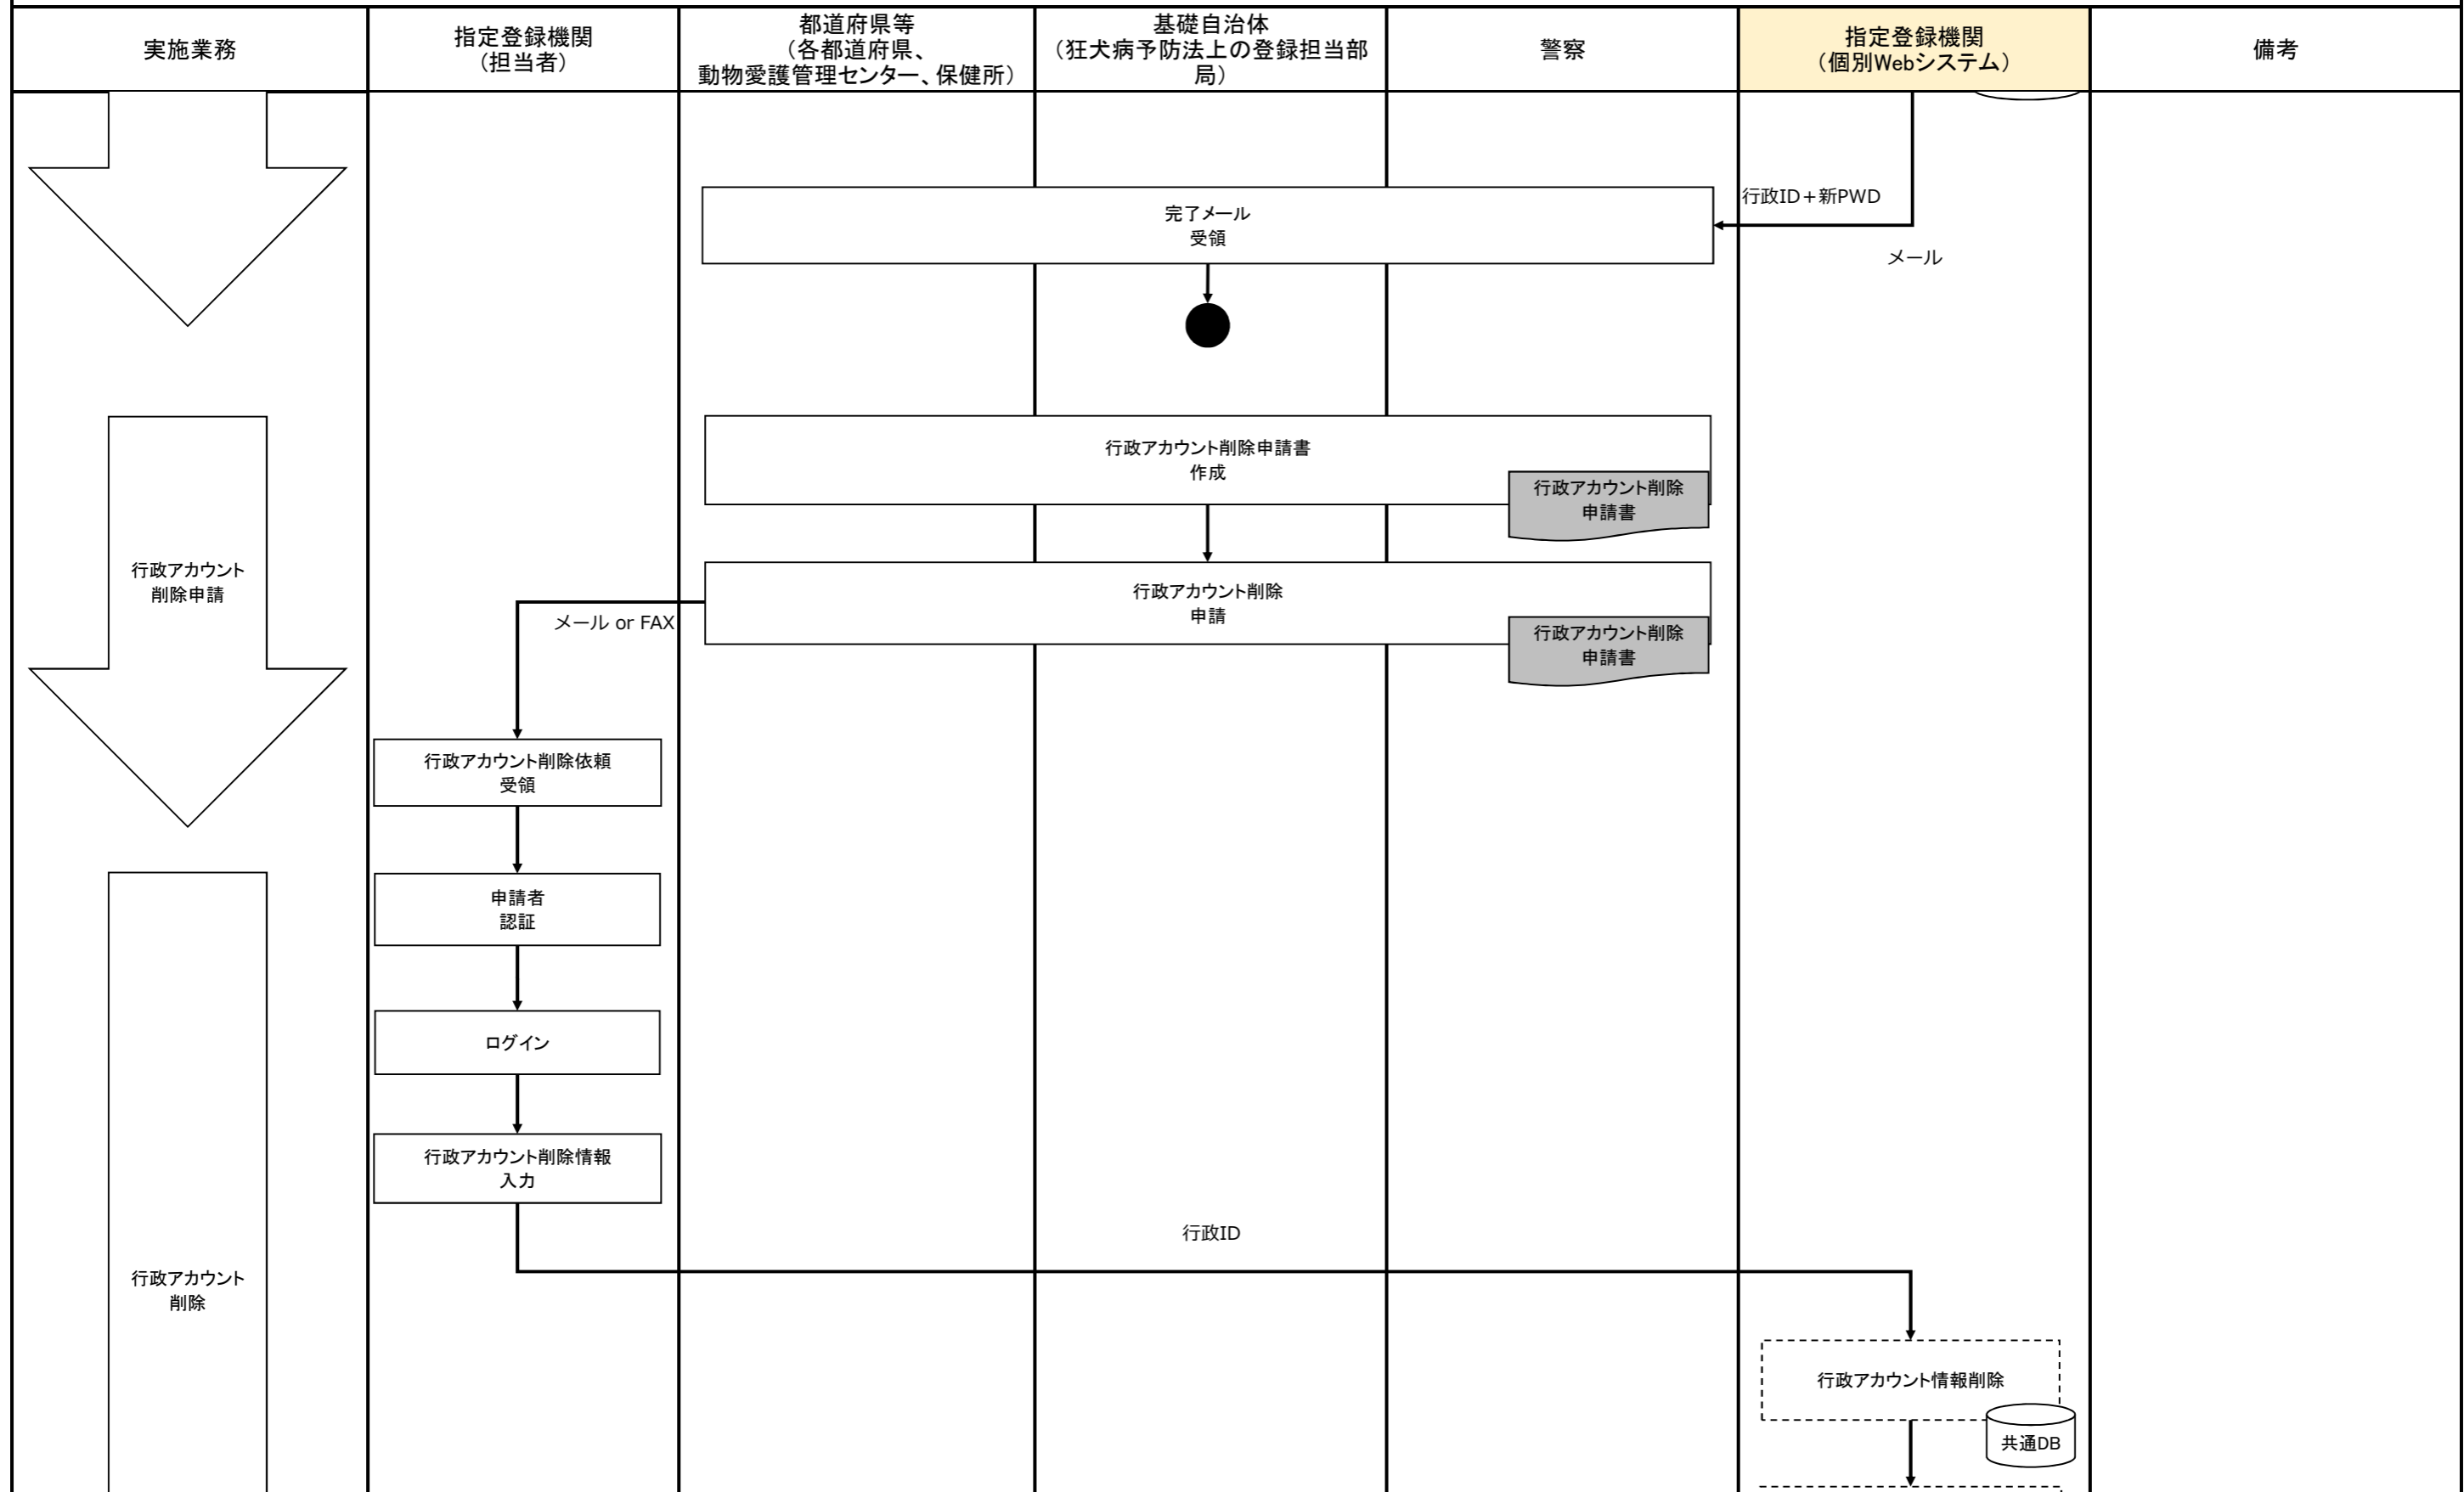 実施業務
指定登録機関
（担当者）
都道府県等
（各都道府県、
動物愛護管理センター、保健所）
基礎自治体
（狂犬病予防法上の登録担当部
局）
警察
指定登録機関
（個別Webシステム）
備考
行政ID＋新PWD
完了メール
受領
メール
行政アカウント削除申請書
作成
行政アカウント削除
申請書
行政アカウント
削除申請
行政アカウント削除
申請
メール or FAX
行政アカウント削除
申請書
行政アカウント削除依頼
受領
申請者
認証
ログイン
行政アカウント削除情報
入力
行政ID
行政アカウント
削除
行政アカウント情報削除
共通DB